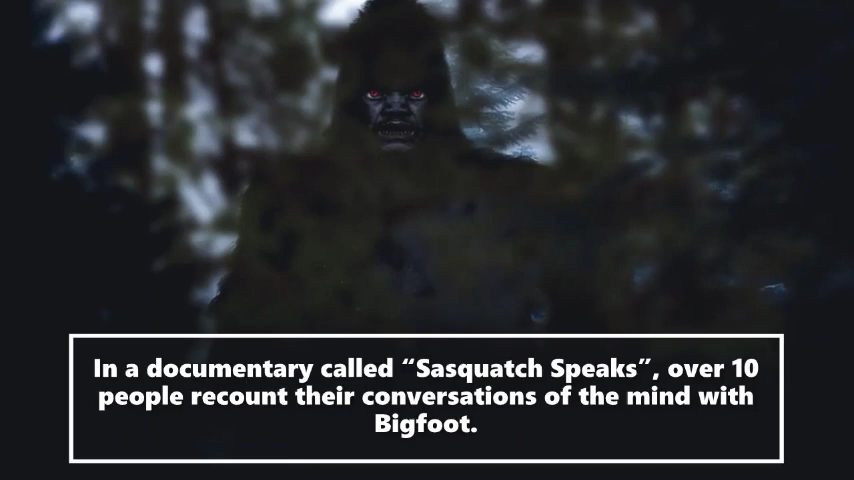 In a documentary called “Sasquatch Speaks”, over 10
people recount their conversations of the mind with
Bigfoot.